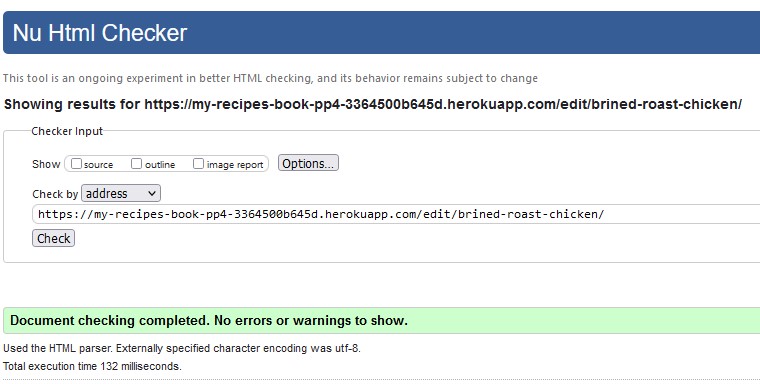 Nu Html Checker
This tool is an ongoing experiment in better HTML checking, and its behavior remains subject to change
Showing results for https://my-recipes-book-pp4-3364500b645d.herokuapp.com/edit/brined-roast-chicken/
Checker Input
Show source outline image report Options...
Check by address
https://my-recipes-book-pp4-3364500b645d.herokuapp.com/edit/brined-roast-chicken/
Check
Document checking completed. No errors or warnings to show.
Used the HTML parser. Externally specified character encoding was utf-8.
Total execution time 132 milliseconds.